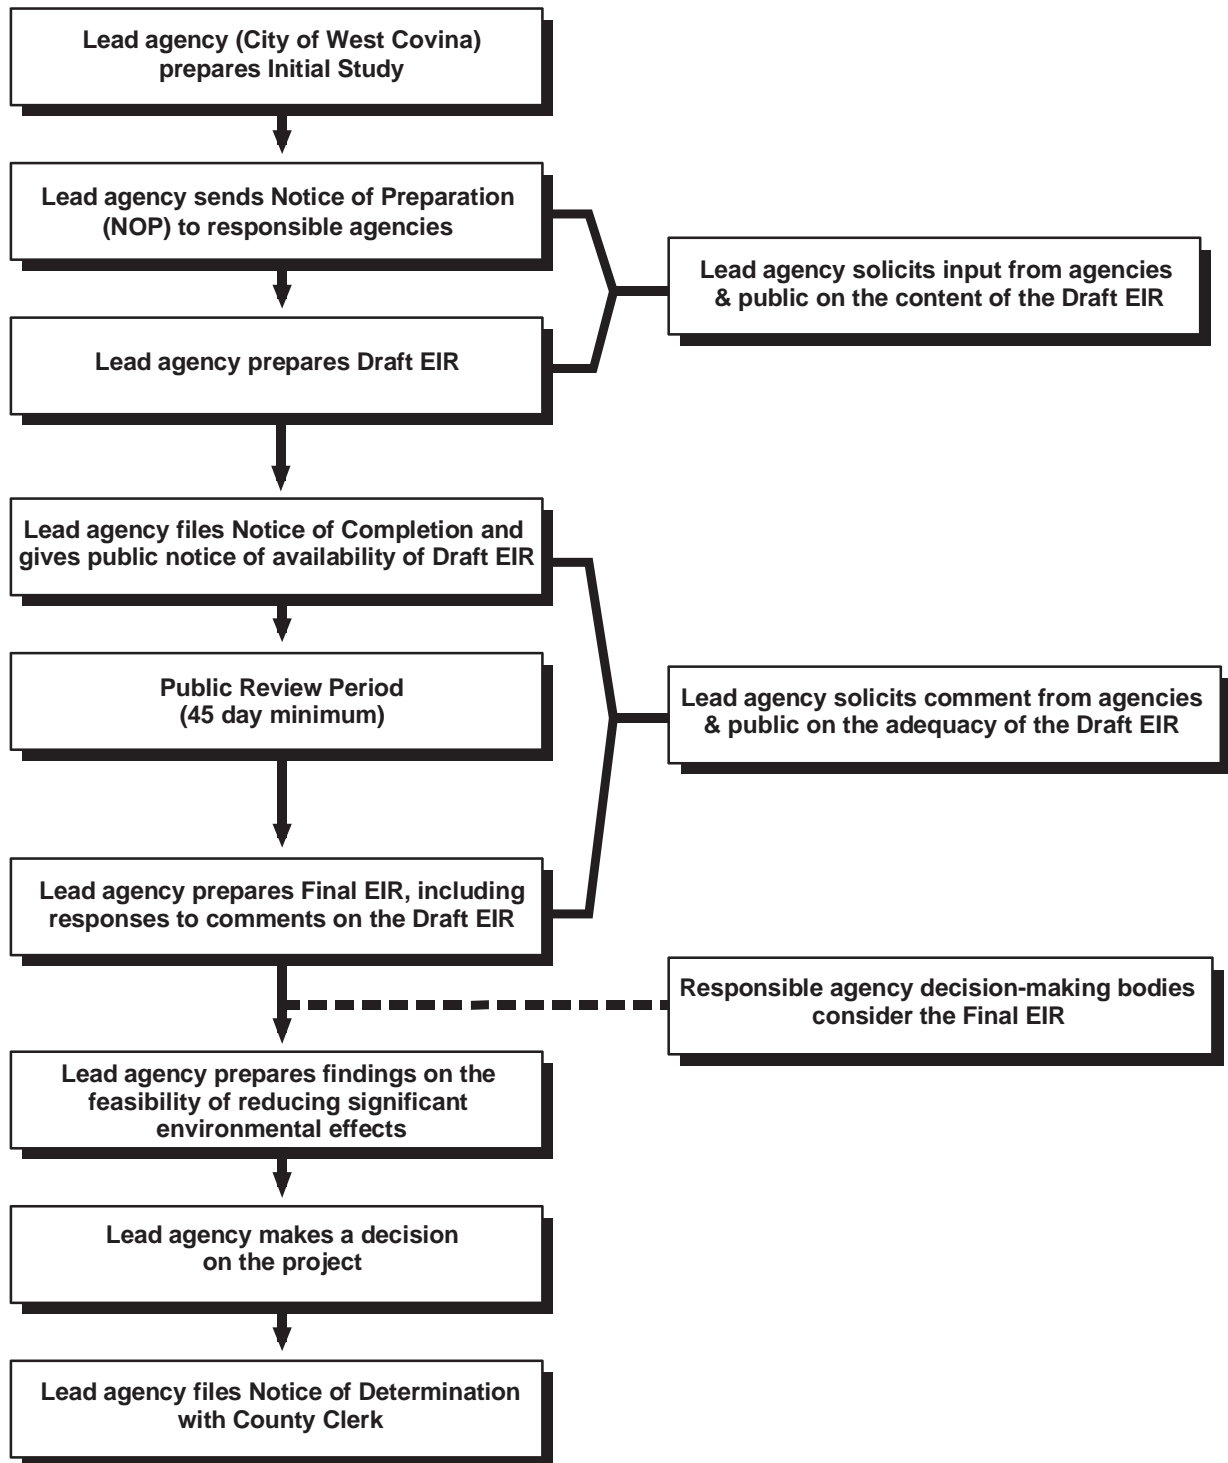 Lead agency (City of West Covina)
prepares Initial Study
Lead agency sends Notice of Preparation
(NOP) to responsible agencies
Lead agency solicits input from agencies
& public on the content of the Draft EIR
Lead agency prepares Draft EIR
Lead agency files Notice of Completion and
gives public notice of availability of Draft EIR
Public Review Period
(45 day minimum)
Lead agency solicits comment from agencies
& public on the adequacy of the Draft EIR
Lead agency prepares Final EIR, including
responses to comments on the Draft EIR
Responsible agency decision-making bodies
consider the Final EIR
Lead agency prepares findings on the
feasibility of reducing significant
environmental effects
Lead agency makes a decision
on the project
Lead agency files Notice of Determination
with County Clerk